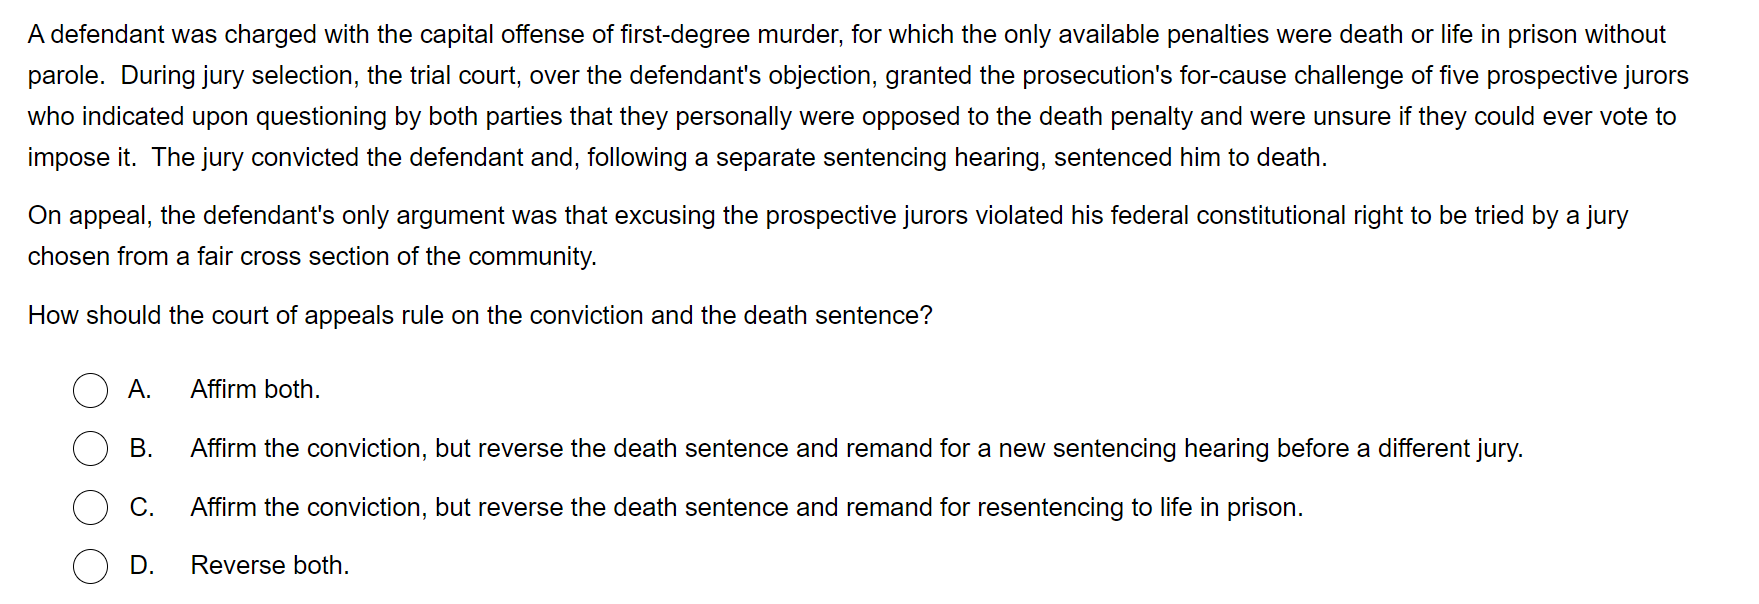 A defendant was charged with the capital offense of first-degree murder, for which the only available penalties were death or life in prison without
parole.  During jury selection, the trial court, over the defendant's objection, granted the prosecution's for-cause challenge of five prospective jurors
who indicated upon questioning by both parties that they personally were opposed to the death penalty and were unsure if they could ever vote to
impose it.  The jury convicted the defendant and, following a separate sentencing hearing, sentenced him to death.
On appeal, the defendant's only argument was that excusing the prospective jurors violated his federal constitutional right to be tried by a jury
chosen from a fair cross section of the community.
How should the court of appeals rule on the conviction and the death sentence?
A. Affirm both.
B. Affirm the conviction, but reverse the death sentence and remand for a new sentencing hearing before a different jury.
C. Affirm the conviction, but reverse the death sentence and remand for resentencing to life in prison.
D. Reverse both.